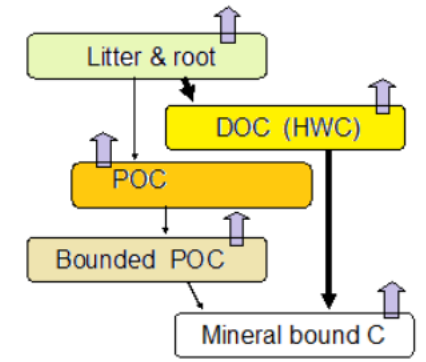 Litter & root
DOC (HWC)
POC
Bounded POC
Mineral bound C